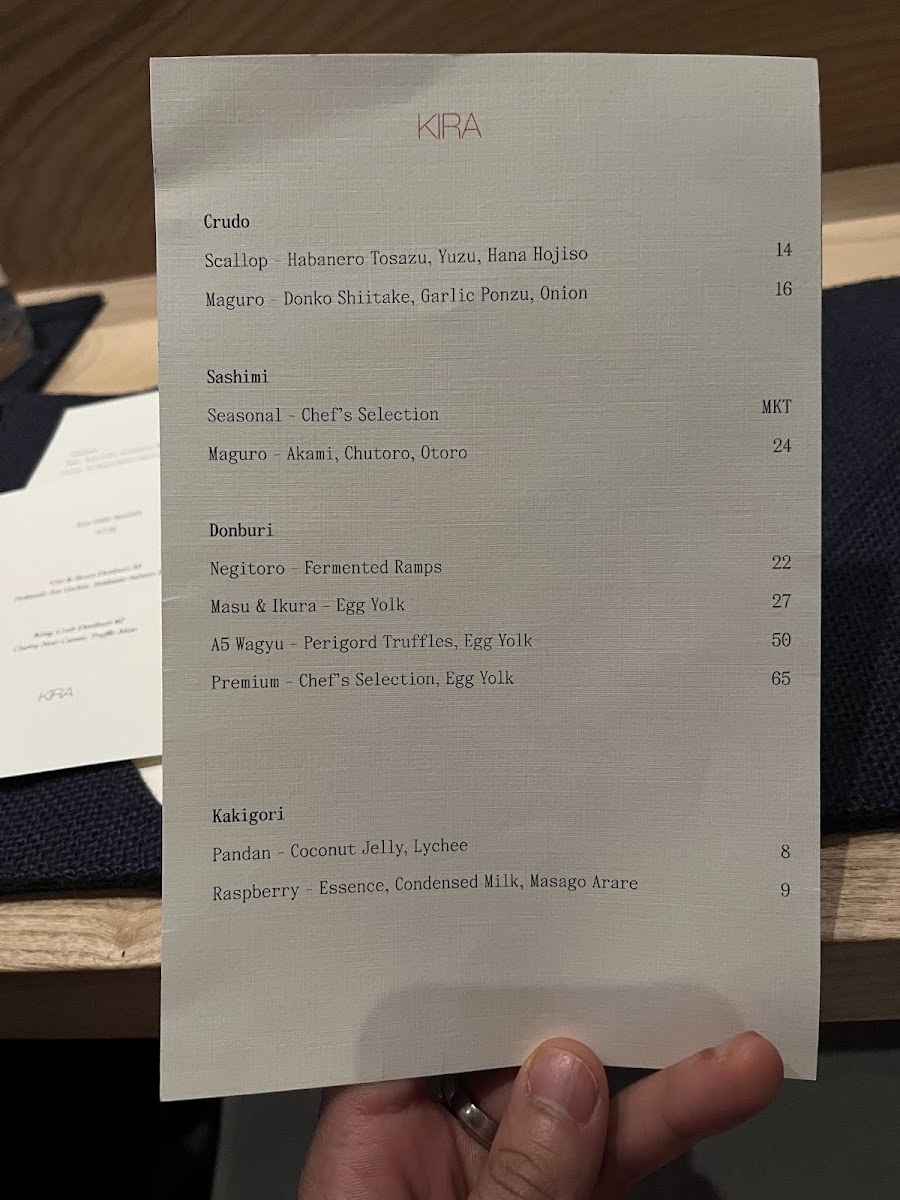 KIRA
Crudo
Scallop - Habanero Tosazu, Yuzu, Hana Hojiso 14
Maguro - Donko Shiitake, Garlic Ponzu, Onion 16
Sashimi
Seasonal - Chef's Selection MKT
Maguro - Akami, Chutoro, Otoro 24
Donburi
Negitoro - Fermented Ramps 22
Masu & Ikura - Egg Yolk 27
A5 Wagyu - Perigord Truffles, Egg Yolk 50
Premium - Chef's Selection, Egg Yolk 65
Kakigori
Pandan - Coconut Jelly, Lychee 8
Raspberry - Essence, Condensed Milk, Masago Arare 9
KIRA